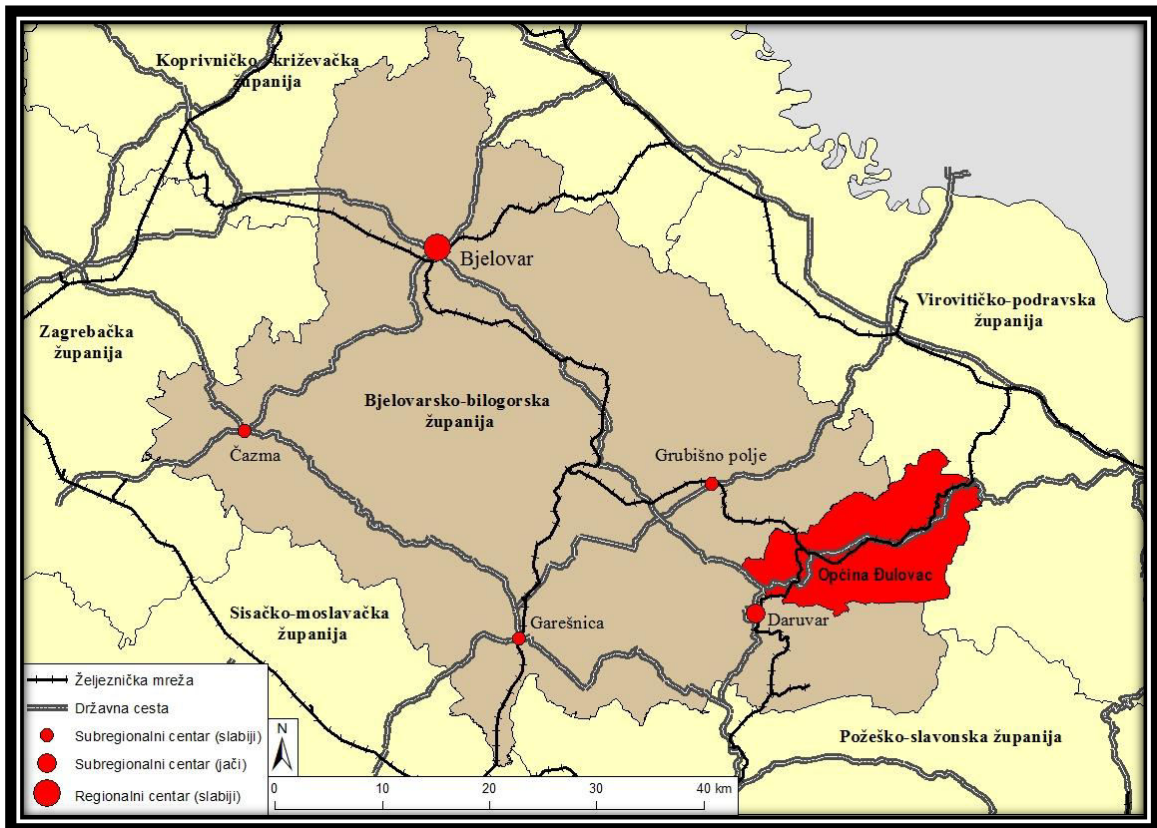 Koprivničko - križevačka
županija
Bjelovar
Virovitičko-podravska
županija
Zagrebačka
županija
Bjelovarsko-bilogorska
županija
Čazma
Grubišno polje
Općina Đulovac
Sisačko-moslavačka
županija
Garešnica
Daruvar
Požeško-slavonska županija
Željeznička mreža
Državna cesta
Subregionalni centar (slabiji)
Subregionalni centar (jači)
Regionalni centar (slabiji)
N
0 10 20 30 40 km